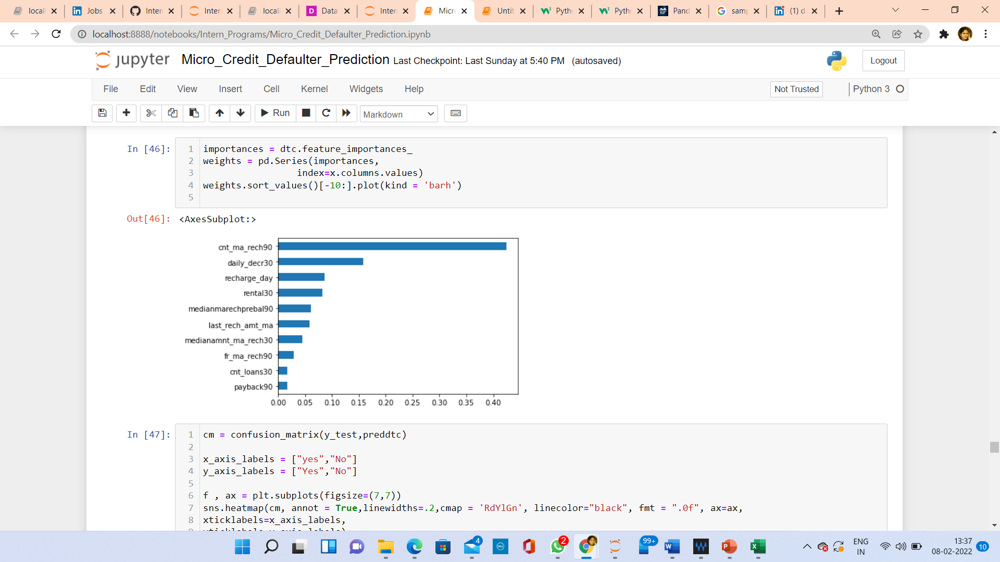 locall
Jobs
Inter
Inter
locall
Data
Inter
Micr
Untit
Pyth
Pyth
Pand
sam
(1) d
localhost:8888/notebooks/Intern_Programs/Micro_Credit_Defaulter_Prediction.ipynb
jupyter Micro_Credit_Defaulter_Prediction Last Checkpoint: Last Sunday at 5:40 PM (autosaved)
Logout
File Edit View Insert Cell Kernel Widgets Help
Not Trusted
Python 3
Run
Markdown
In [46]:
1 importances = dtc.feature_importances_
2 weights = pd.Series(importances,
3 index=x.columns.values)
4 weights.sort_values()[-10:].plot(kind = 'barh')
5
Out[46]: <AxesSubplot:>
cnt_ma_rech90
daily_decr30
recharge_day
rental30
medianmarechprebal90
last_rech_amt_ma
medianamnt_ma_rech30
fr_ma_rech90
cnt_loans30
payback90
0.00 0.05 0.10 0.15 0.20 0.25 0.30 0.35 0.40
In [47]:
1 cm = confusion_matrix(y_test,preddtc)
2
3 x_axis_labels = ["yes","No"]
4 y_axis_labels = ["Yes","No"]
5
6 f , ax = plt.subplots(figsize=(7,7))
7 sns.heatmap(cm, annot = True,linewidths=.2,cmap = 'RdYlGn', linecolor="black", fmt = ".0f", ax=ax,
8 xticklabels=x_axis_labels,
4
2
99+
ENG
IN
13:37
08-02-2022
10